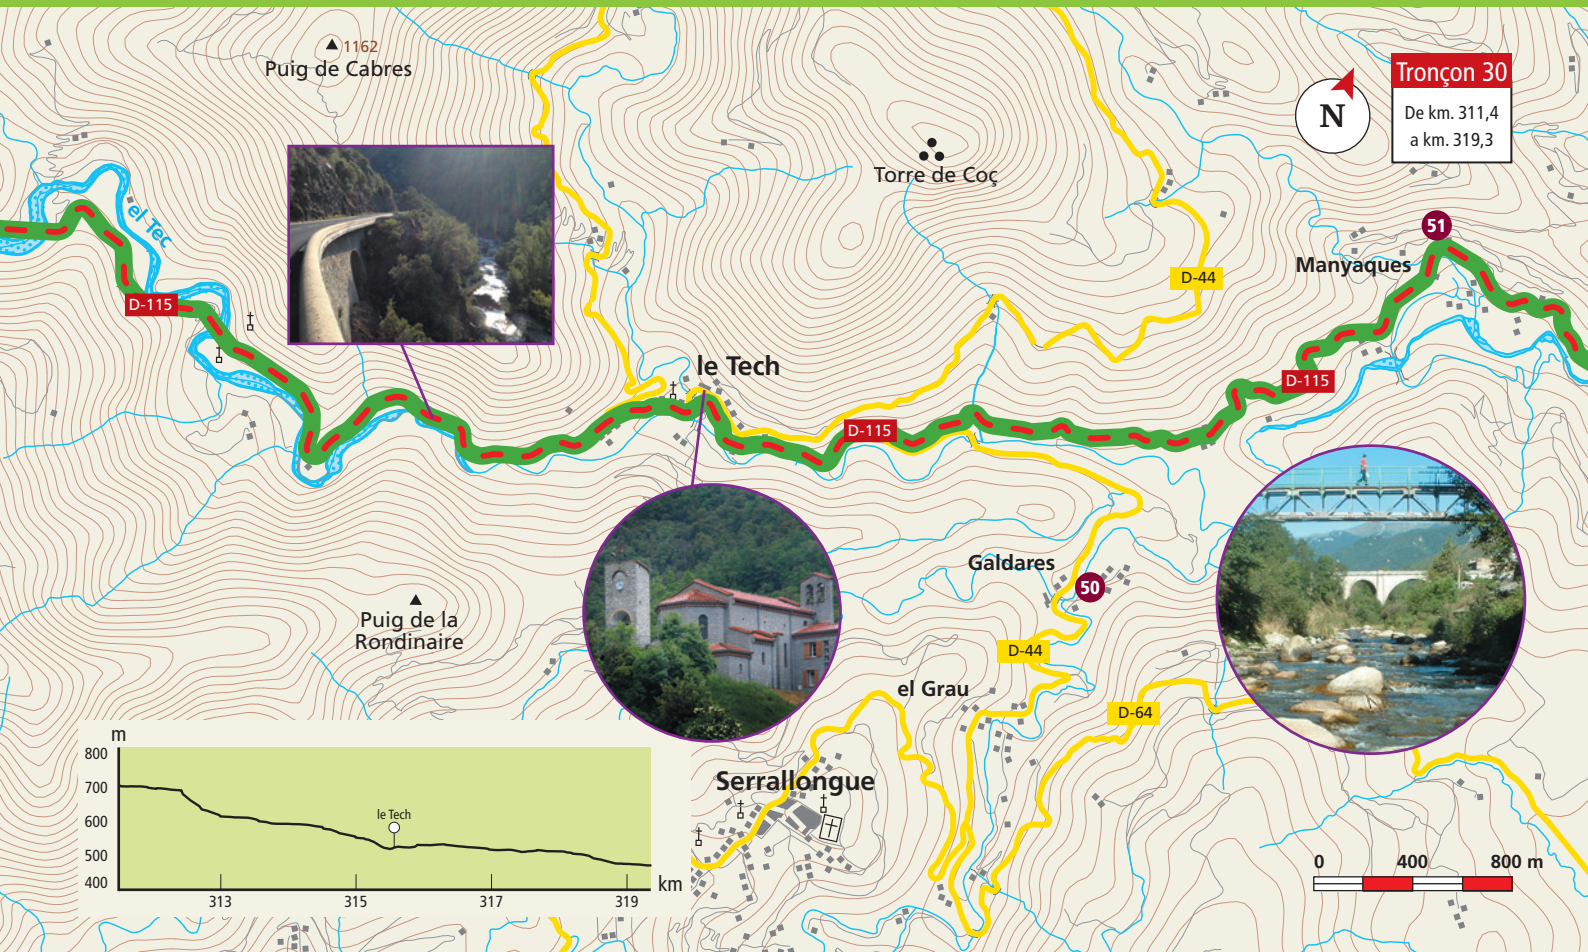 1162
Puig de Cabres
Tronçon 30
De km. 311,4
a km. 319,3
N
Torre de Coç
el Tec
51
Manyaques
D-44
D-115
le Tech
D-115
D-115
Galdares
50
Puig de la
Rondinaire
D-44
el Grau
D-64
Serrallongue
m
800
700
600
500
400
le Tech
km
313
315
317
319
0
400
800 m